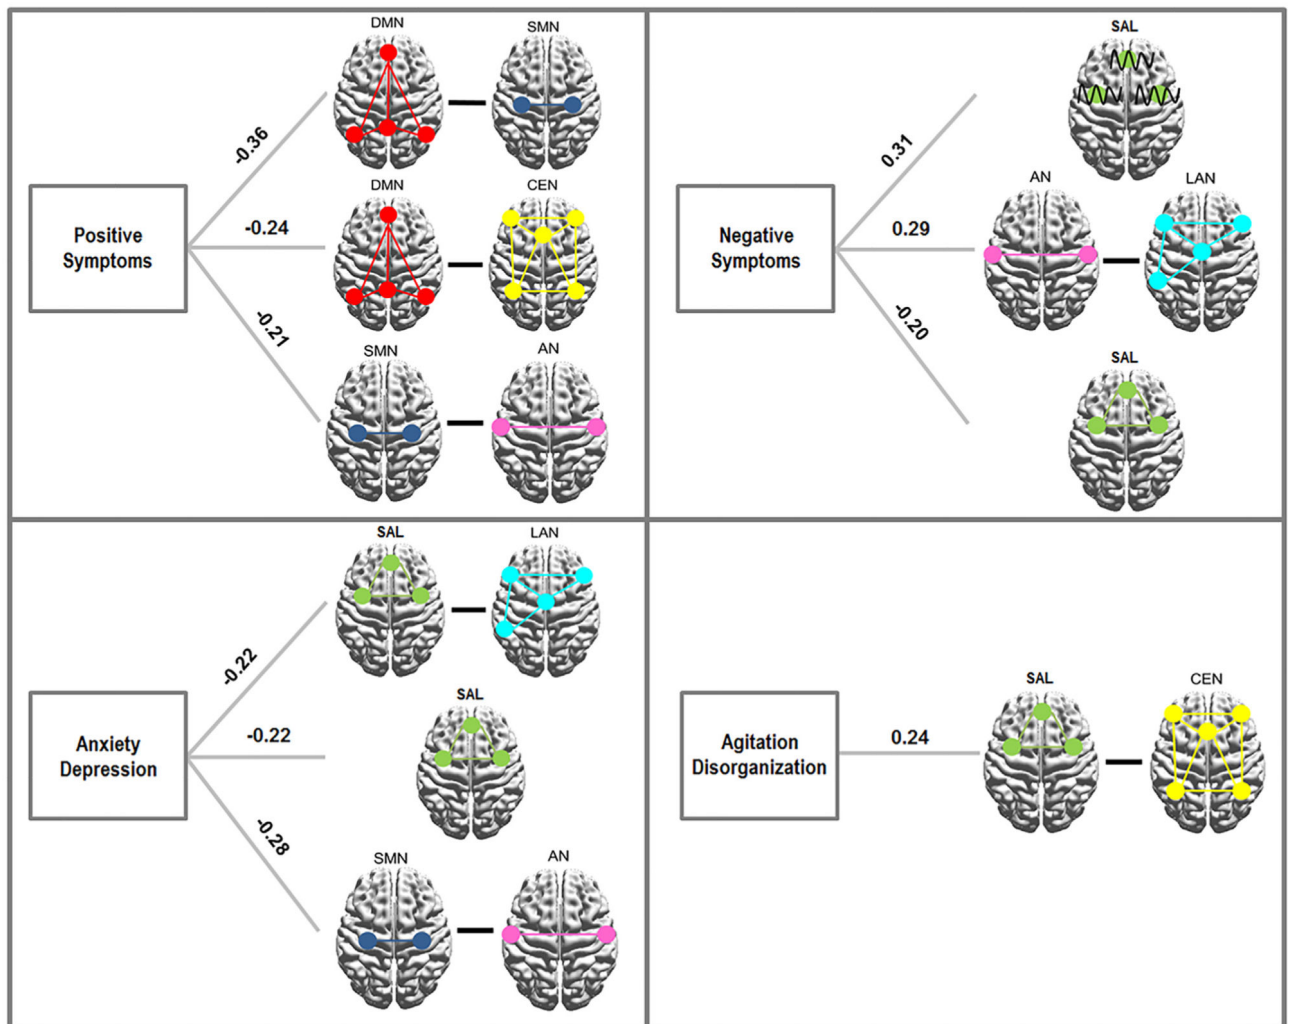 DMN
SMN
-0.36
DMN
CEN
Positive
Symptoms
-0.24
-0.21
SMN
AN
SAL
0.31
AN
LAN
Negative
Symptoms
0.29
-0.20
SAL
SAL
LAN
-0.22
SAL
Anxiety
Depression
-0.22
-0.28
SMN
AN
SAL
CEN
Agitation
Disorganization
0.24